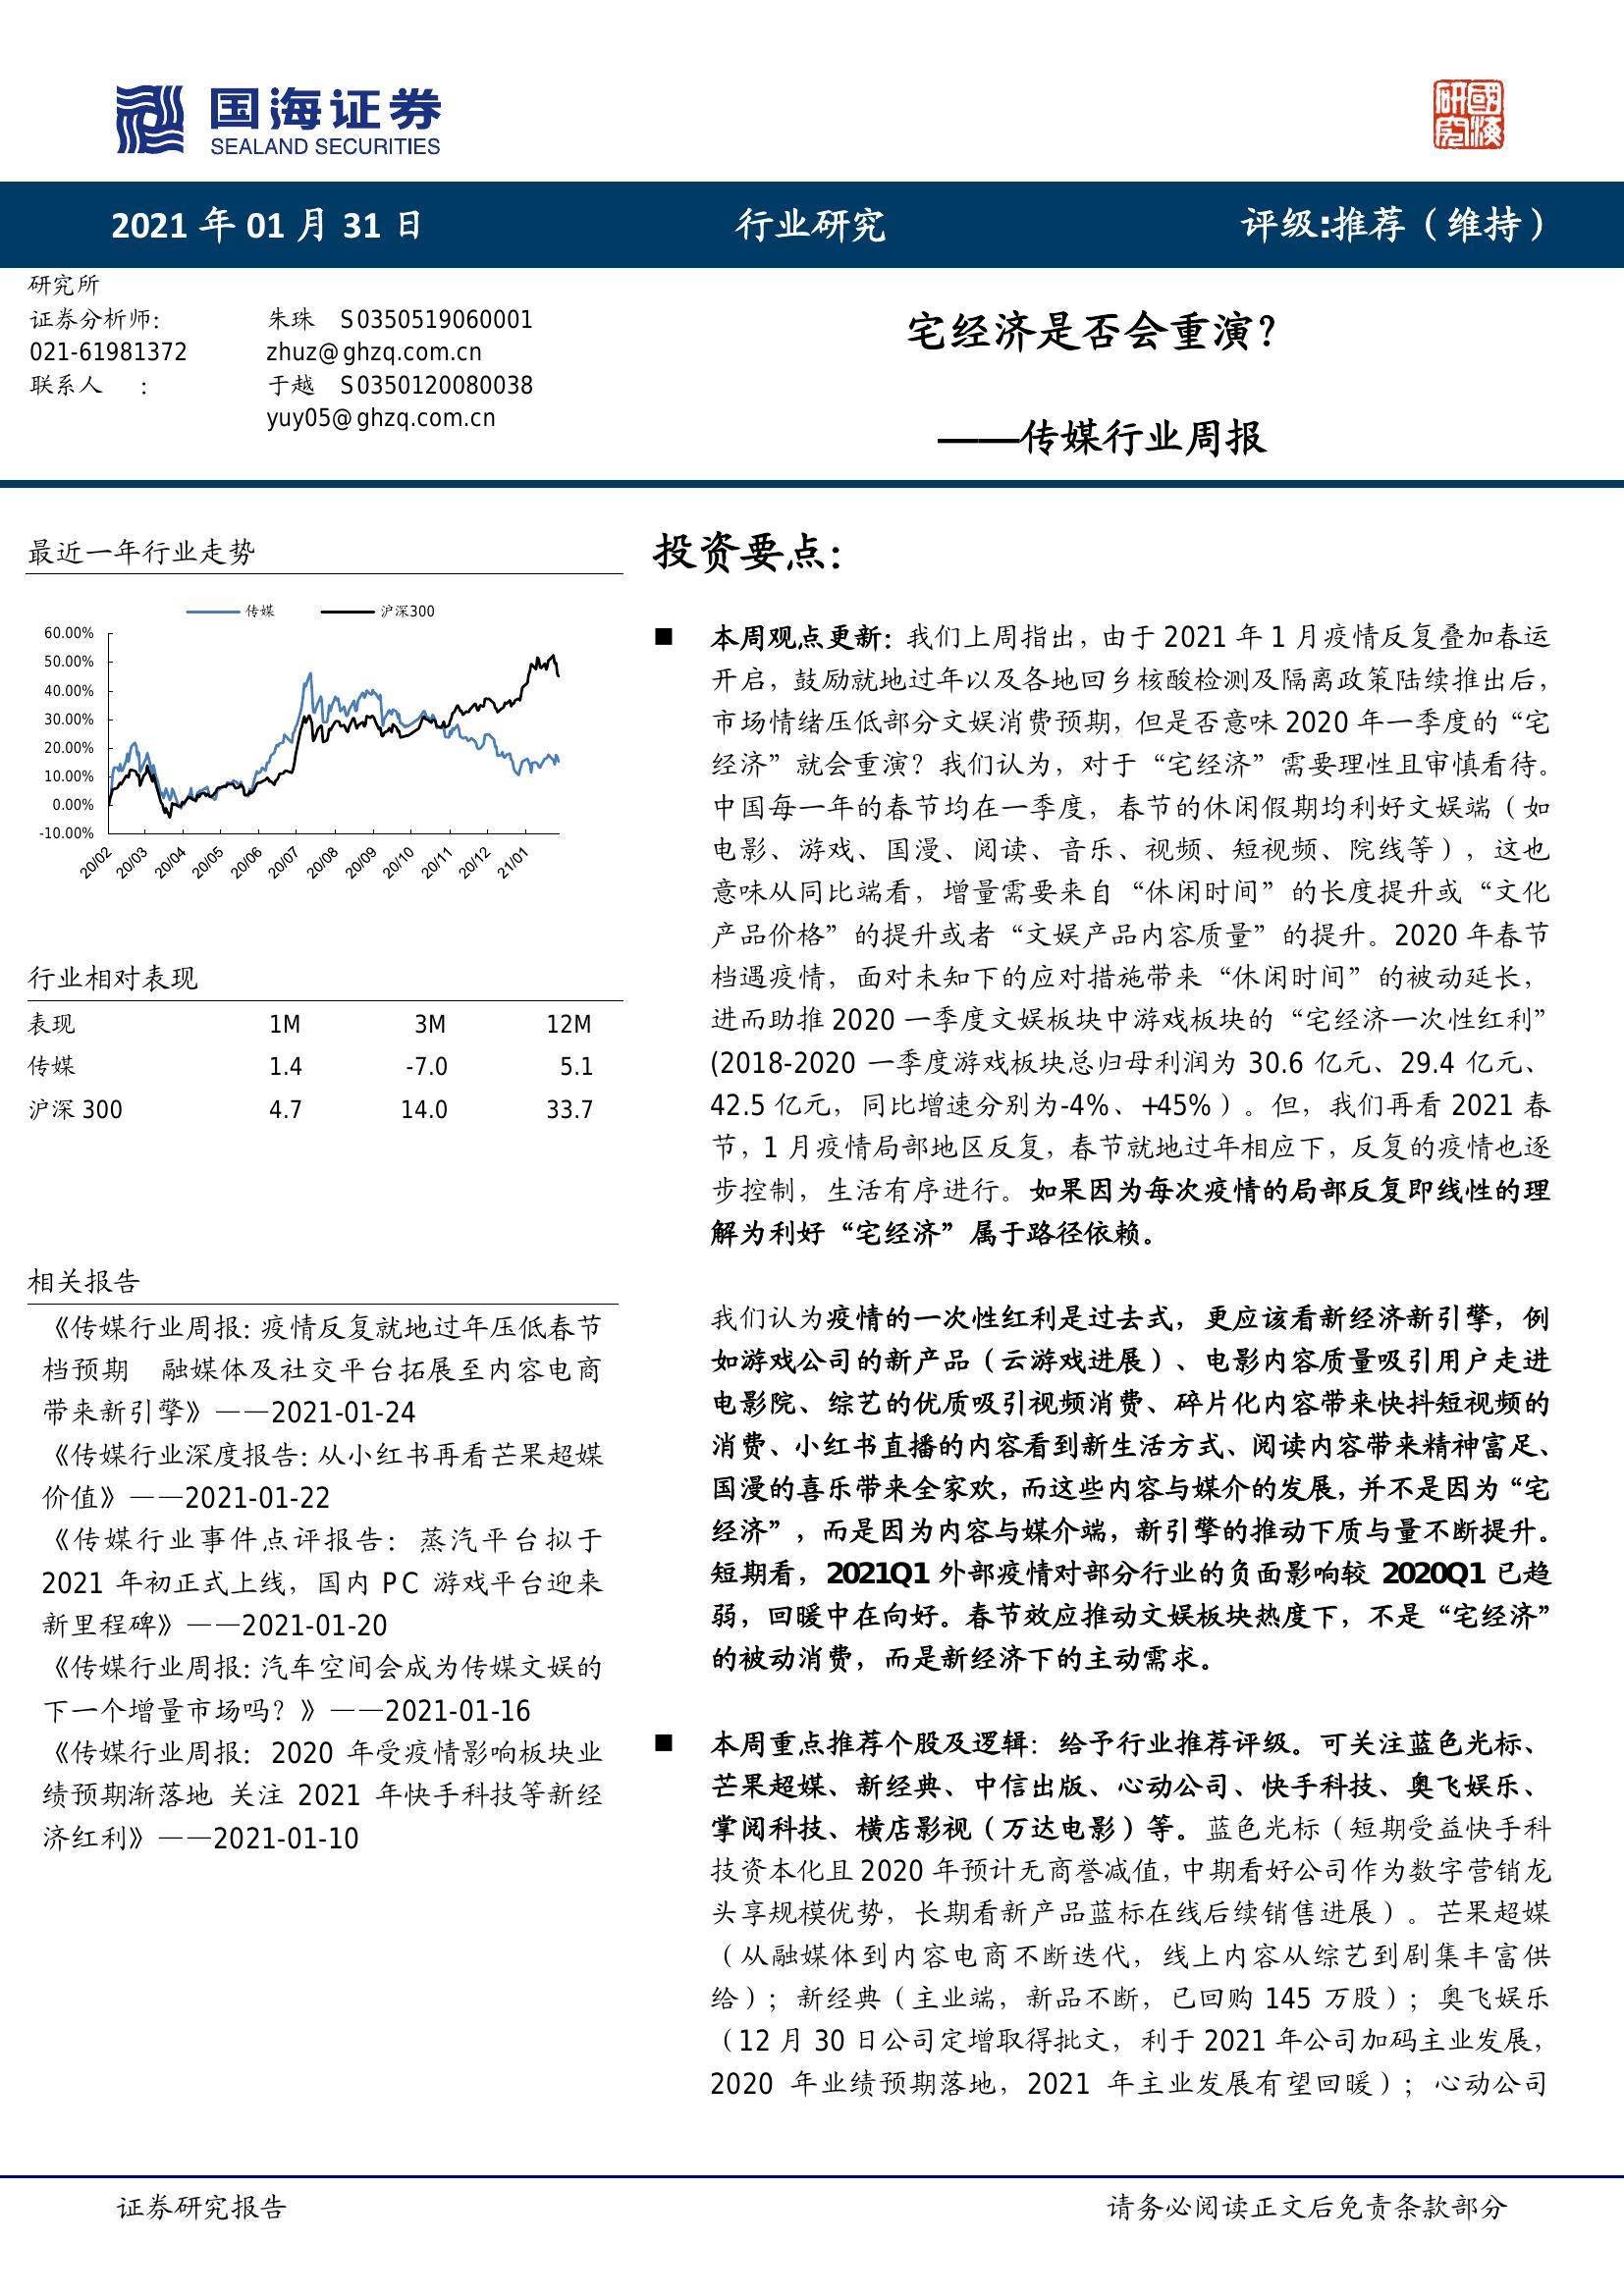 国海证券
SEALAND SECURITIES
研究
國海
2021 年 01 月 31 日
行业研究
评级:推荐（维持）
研究所
证券分析师: 朱珠 S0350519060001
021-61981372 zhuz@ghzq.com.cn
联系人 ： 于越 S0350120080038
yuy05@ghzq.com.cn
宅经济是否会重演？
——传媒行业周报
最近一年行业走势
传媒 沪深300
60.00%
50.00%
40.00%
30.00%
20.00%
10.00%
0.00%
-10.00%
20/02 20/03 20/04 20/05 20/06 20/07 20/08 20/09 20/10 20/11 20/12 21/01
行业相对表现
表现 1M 3M 12M
传媒 1.4 -7.0 5.1
沪深 300 4.7 14.0 33.7
相关报告
《传媒行业周报：疫情反复就地过年压低春节
档预期 融媒体及社交平台拓展至内容电商
带来新引擎》——2021-01-24
《传媒行业深度报告：从小红书再看芒果超媒
价值》——2021-01-22
《传媒行业事件点评报告：蒸汽平台拟于
2021 年初正式上线，国内 PC 游戏平台迎来
新里程碑》——2021-01-20
《传媒行业周报：汽车空间会成为传媒文娱的
下一个增量市场吗？》——2021-01-16
《传媒行业周报：2020 年受疫情影响板块业
绩预期渐落地 关注 2021 年快手科技等新经
济红利》——2021-01-10
投资要点：
■ 本周观点更新：我们上周指出，由于 2021 年 1 月疫情反复叠加春运
开启，鼓励就地过年以及各地回乡核酸检测及隔离政策陆续推出后，
市场情绪压低部分文娱消费预期，但是否意味 2020 年一季度的“宅
经济”就会重演？我们认为，对于“宅经济”需要理性且审慎看待。
中国每一年的春节均在一季度，春节的休闲假期均利好文娱端（如
电影、游戏、国漫、阅读、音乐、视频、短视频、院线等），这也
意味从同比端看，增量需要来自“休闲时间”的长度提升或“文化
产品价格”的提升或者“文娱产品内容质量”的提升。2020 年春节
档遇疫情，面对未知下的应对措施带来“休闲时间”的被动延长，
进而助推 2020 一季度文娱板块中游戏板块的“宅经济一次性红利”
(2018-2020 一季度游戏板块总归母利润为 30.6 亿元、29.4 亿元、
42.5 亿元，同比增速分别为-4%、+45%）。但，我们再看 2021 春
节，1 月疫情局部地区反复，春节就地过年相应下，反复的疫情也逐
步控制，生活有序进行。如果因为每次疫情的局部反复即线性的理
解为利好“宅经济”属于路径依赖。
我们认为疫情的一次性红利是过去式，更应该看新经济新引擎，例
如游戏公司的新产品（云游戏进展）、电影内容质量吸引用户走进
电影院、综艺的优质吸引视频消费、碎片化内容带来快抖短视频的
消费、小红书直播的内容看到新生活方式、阅读内容带来精神富足、
国漫的喜乐带来全家欢，而这些内容与媒介的发展，并不是因为“宅
经济”，而是因为内容与媒介端，新引擎的推动下质与量不断提升。
短期看，2021Q1 外部疫情对部分行业的负面影响较 2020Q1 已趋
弱，回暖中在向好。春节效应推动文娱板块热度下，不是“宅经济”
的被动消费，而是新经济下的主动需求。
■ 本周重点推荐个股及逻辑：给予行业推荐评级。可关注蓝色光标、
芒果超媒、新经典、中信出版、心动公司、快手科技、奥飞娱乐、
掌阅科技、横店影视（万达电影）等。蓝色光标（短期受益快手科
技资本化且 2020 年预计无商誉减值，中期看好公司作为数字营销龙
头享规模优势，长期看新产品蓝标在线后续销售进展）。芒果超媒
（从融媒体到内容电商不断迭代，线上内容从综艺到剧集丰富供
给）；新经典（主业端，新品不断，已回购 145 万股）；奥飞娱乐
（12 月 30 日公司定增取得批文，利于 2021 年公司加码主业发展，
2020 年业绩预期落地，2021 年主业发展有望回暖）；心动公司
证券研究报告
请务必阅读正文后免责条款部分